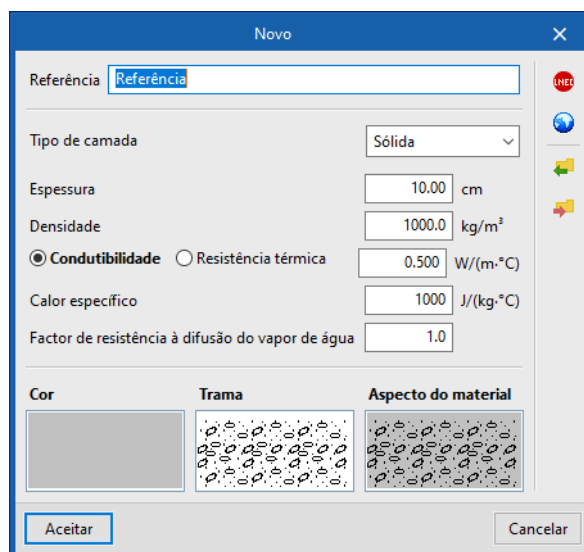 Novo
Referência Referência
LNEC
Tipo de camada Sólida
Espessura 10.00 cm
Densidade 1000.0 kg/m³
Condutibilidade Resistência térmica 0.500 W/(m·°C)
Calor específico 1000 J/(kg·°C)
Factor de resistência à difusão do vapor de água 1.0
Cor Trama Aspecto do material
Aceitar Cancelar